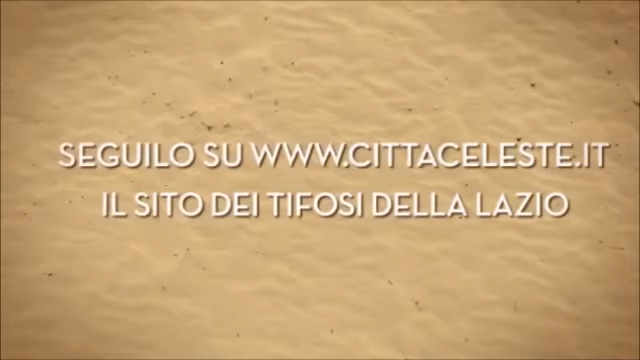 SEGUILO SU WWW.CITTACELESTE.IT
IL SITO DEI TIFOSI DELLA LAZIO